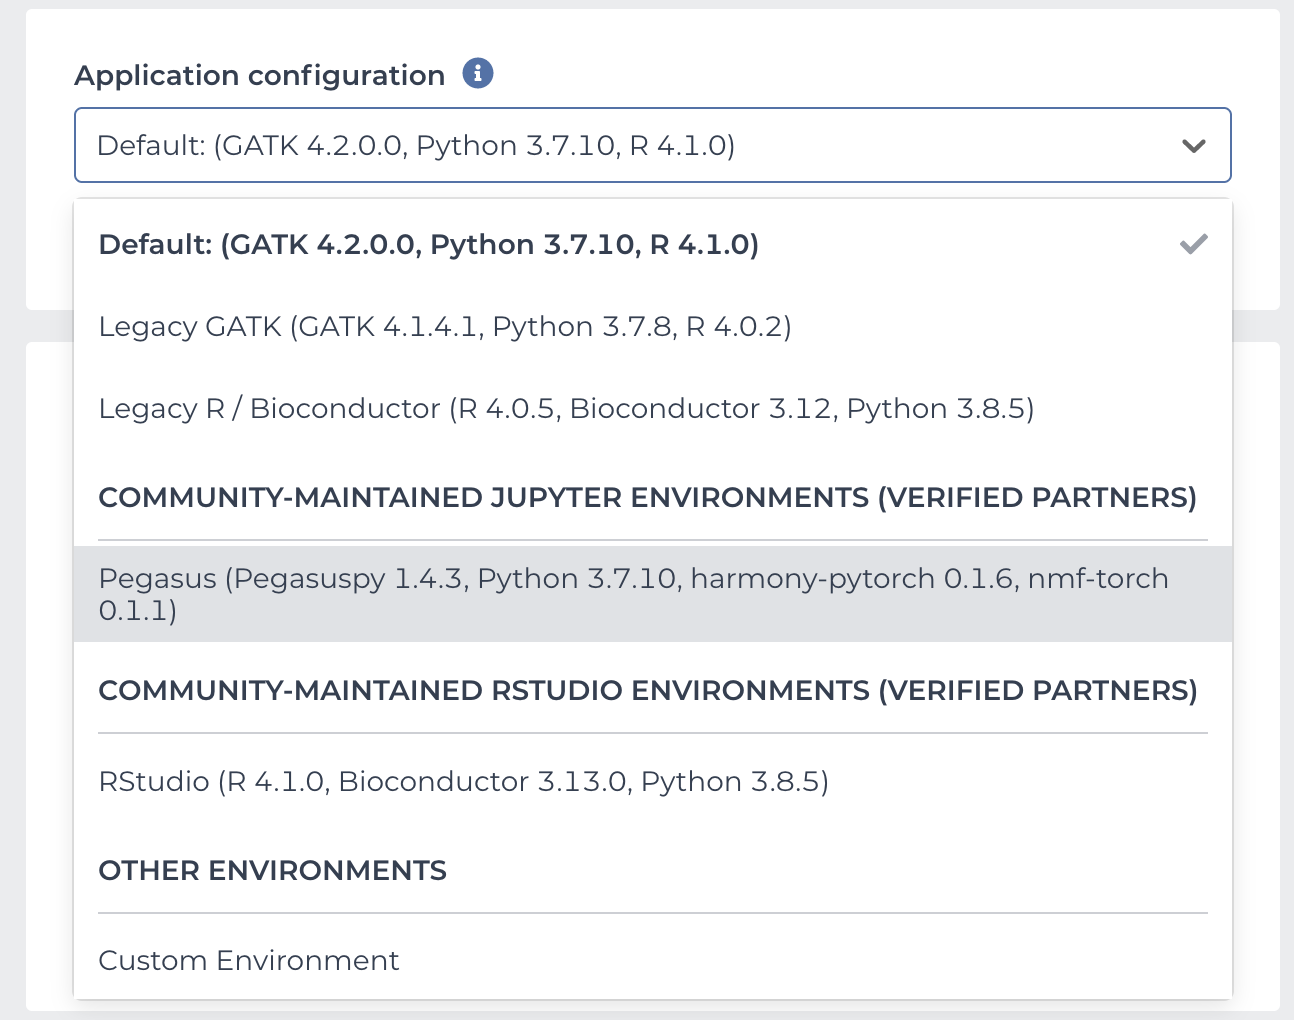 Application configuration
Default: (GATK 4.2.0.0, Python 3.7.10, R 4.1.0)
Default: (GATK 4.2.0.0, Python 3.7.10, R 4.1.0)
Legacy GATK (GATK 4.1.4.1, Python 3.7.8, R 4.0.2)
Legacy R / Bioconductor (R 4.0.5, Bioconductor 3.12, Python 3.8.5)
COMMUNITY-MAINTAINED JUPYTER ENVIRONMENTS (VERIFIED PARTNERS)
Pegasus (Pegasuspy 1.4.3, Python 3.7.10, harmony-pytorch 0.1.6, nmf-torch
0.1.1)
COMMUNITY-MAINTAINED RSTUDIO ENVIRONMENTS (VERIFIED PARTNERS)
RStudio (R 4.1.0, Bioconductor 3.13.0, Python 3.8.5)
OTHER ENVIRONMENTS
Custom Environment